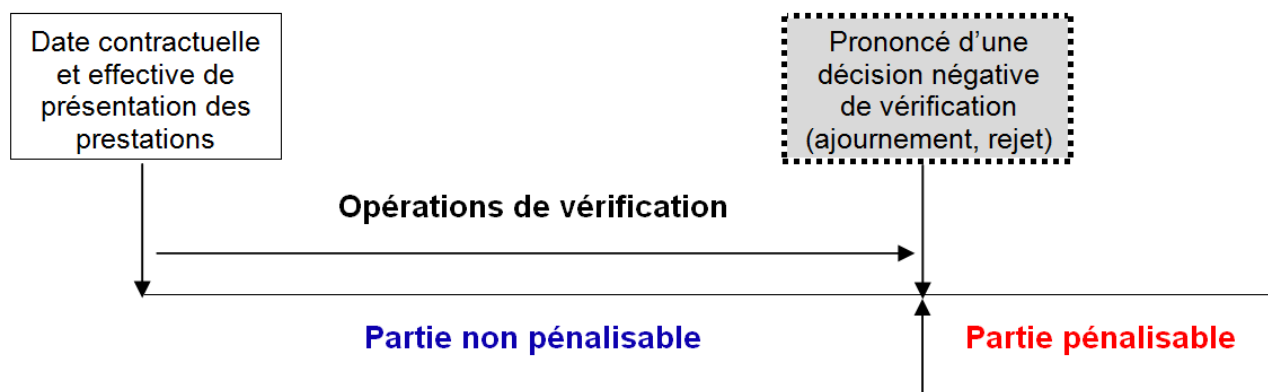 Date contractuelle
et effective de
présentation des
prestations
Prononcé d’une
décision négative
de vérification
(ajournement, rejet)
Opérations de vérification
Partie non pénalisable
Partie pénalisable